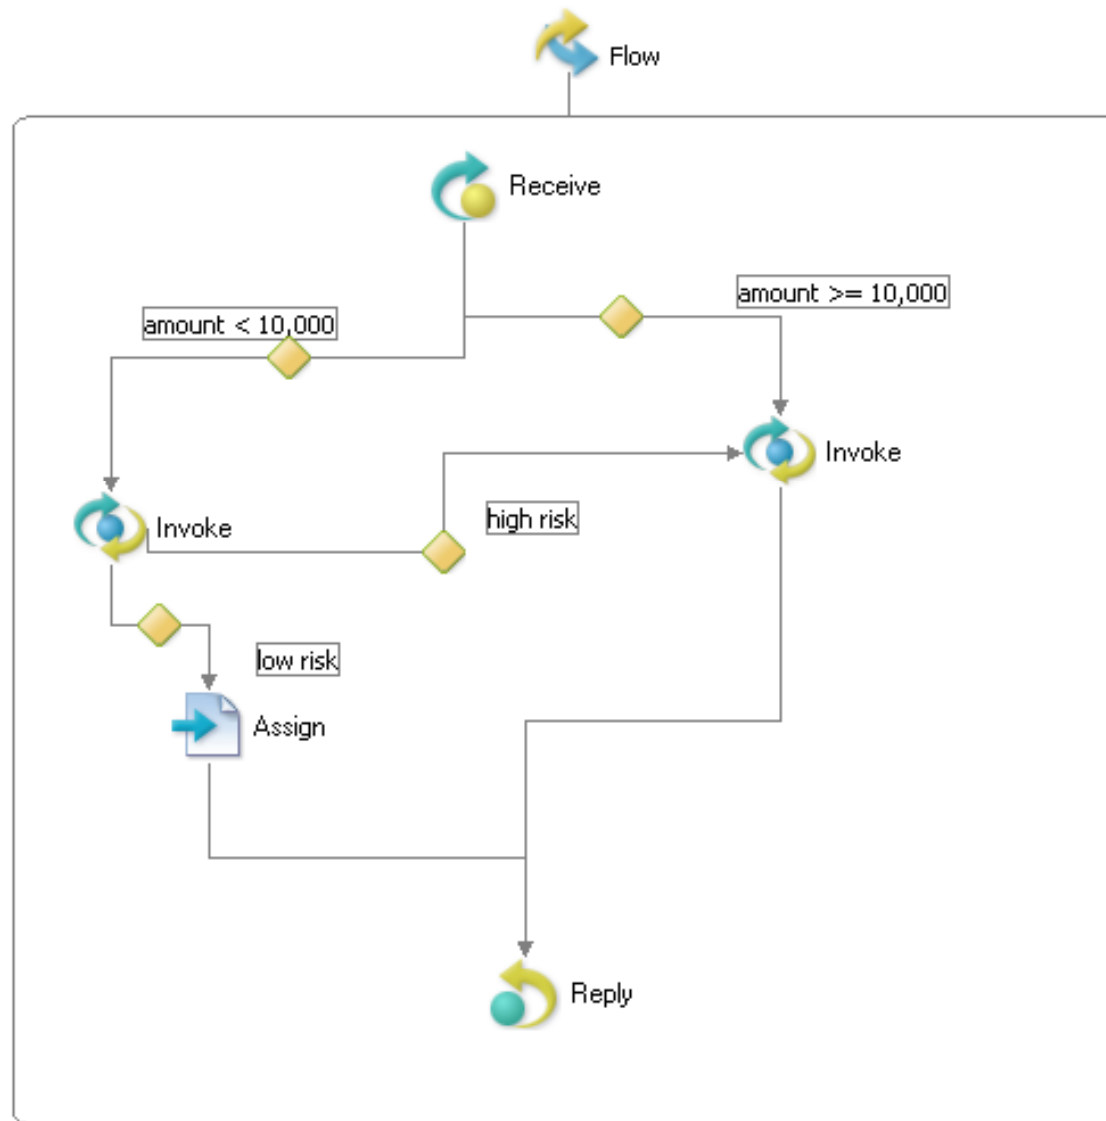 Flow
Receive
amount >= 10,000
amount < 10,000
Invoke
high risk
Invoke
low risk
Assign
Reply